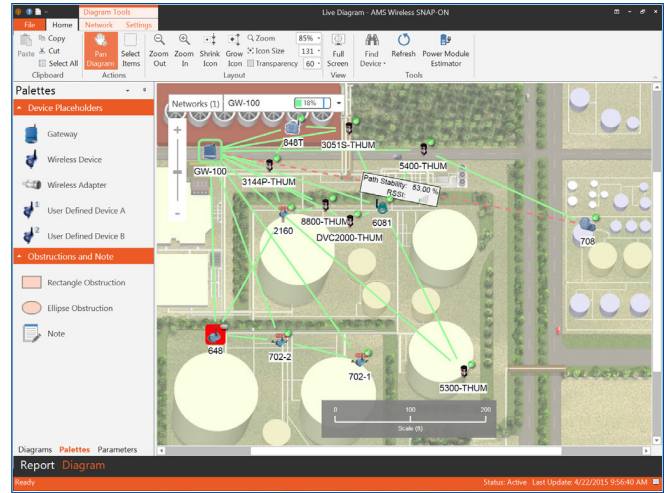 Diagram Tools
Live Diagram - AMS Wireless SNAP-ON
File Home Network Settings
Paste
Copy
Cut
Select All
Clipboard
Pan Diagram
Select Items
Actions
Zoom Out
Zoom In
Shrink Icon
Grow Icon
Zoom 85%
Icon Size 131
Transparency 60
Layout
Full Screen
View
Find Device
Refresh
Power Module Estimator
Tools
Palettes
Device Placeholders
Gateway
Wireless Device
Wireless Adapter
User Defined Device A
User Defined Device B
Obstructions and Note
Rectangle Obstruction
Ellipse Obstruction
Note
Networks (1) GW-100 18%
848T
3051S-THUM
GW-100
5400-THUM
3144P-THUM
Path Stability: 53.00 %
RSSI:
8800-THUM
6081
2160
DVC2000-THUM
708
648
702-2
702-1
5300-THUM
0 100 200
Scale (ft)
Diagrams Palettes Parameters
Report Diagram
Ready
Status: Active Last Update: 4/22/2015 9:56:40 AM